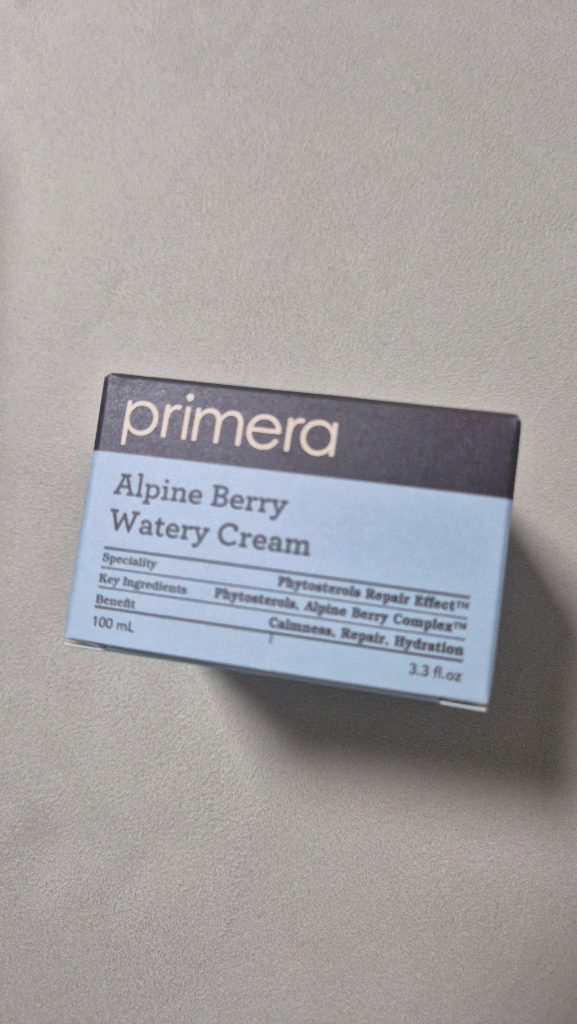 primera
Alpine Berry
Watery Cream
Speciality Phytosterols Repair Effect™
Key Ingredients Phytosterols, Alpine Berry Complex™
Benefit Calmness, Repair, Hydration
100 mL 3.3 fl.oz